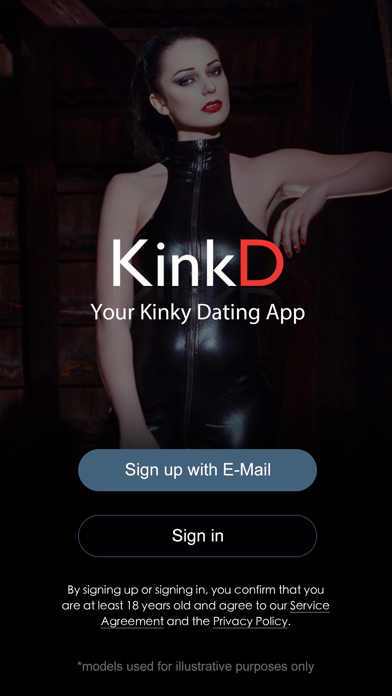 KinkD
Your Kinky Dating App
Sign up with E-Mail
Sign in
By signing up or signing in, you confirm that you
are at least 18 years old and agree to our Service
Agreement and the Privacy Policy.
*models used for illustrative purposes only